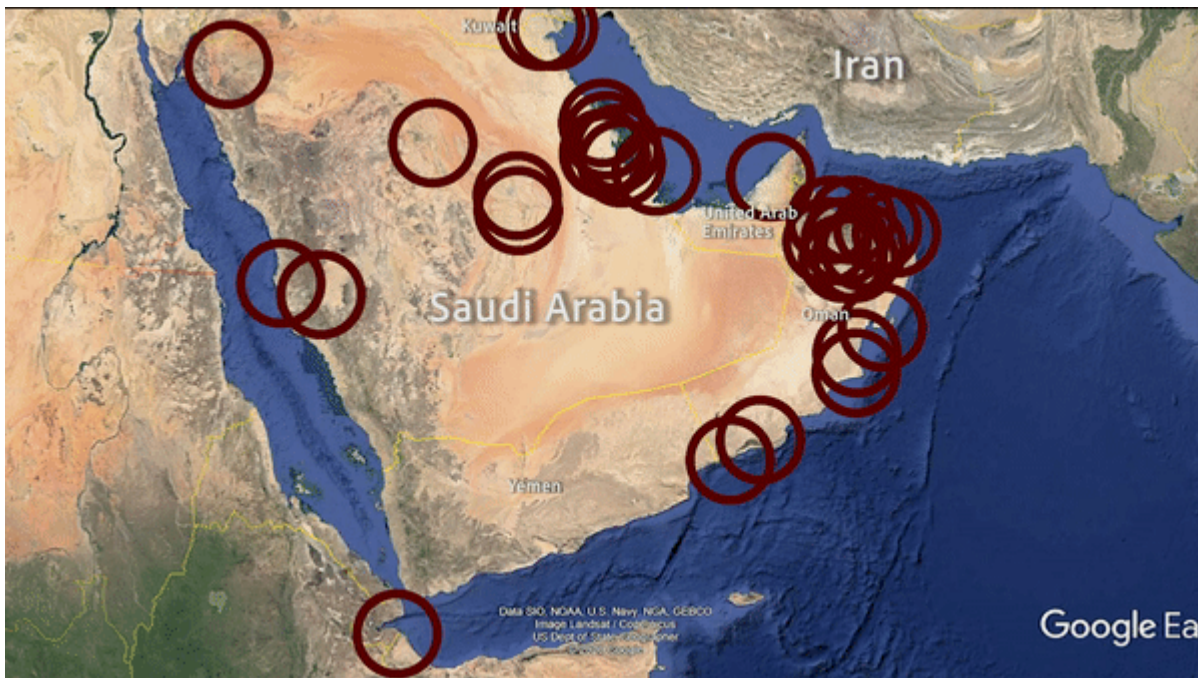 Kuwait
Iran
United Arab
Emirates
Saudi Arabia
Oman
Yemen
Data SIO, NOAA, U.S. Navy, NGA, GEBCO
Image Landsat / Copernicus
US Dept of State Geographer
Google Ea